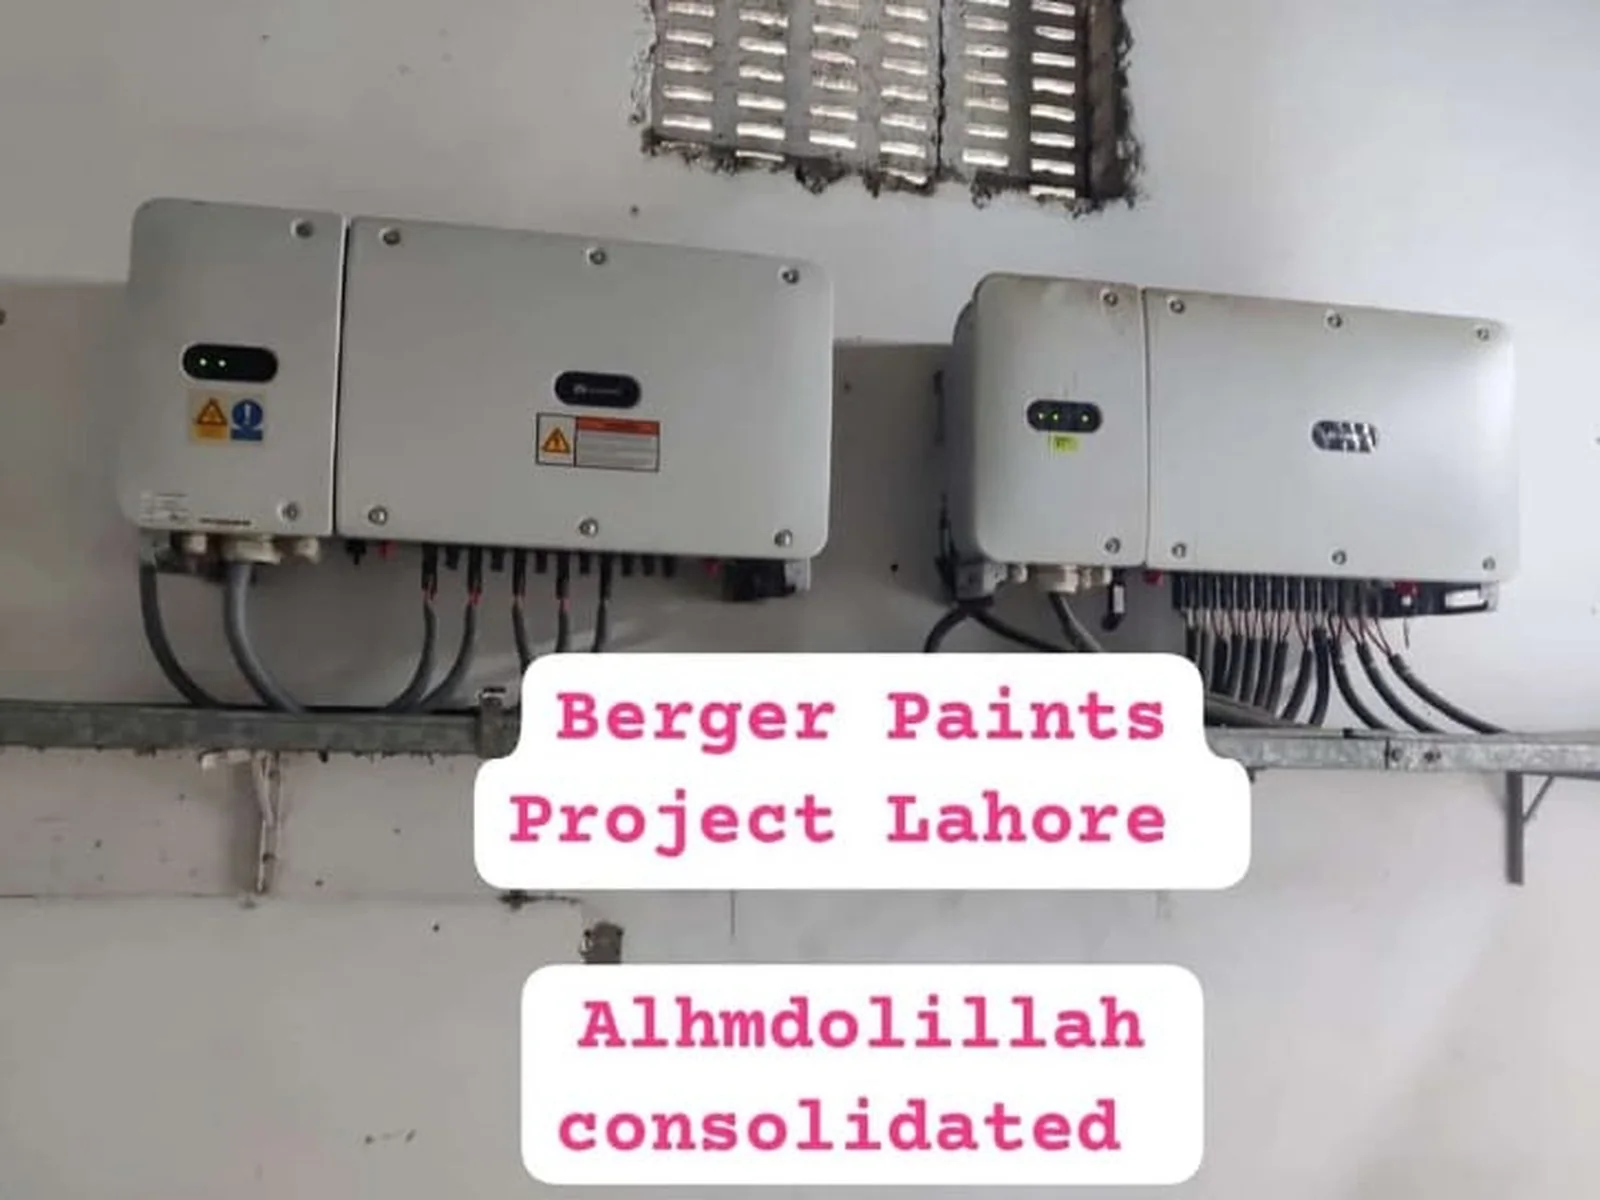 Berger Paints
Project Lahore
Alhmdolillah
consolidated